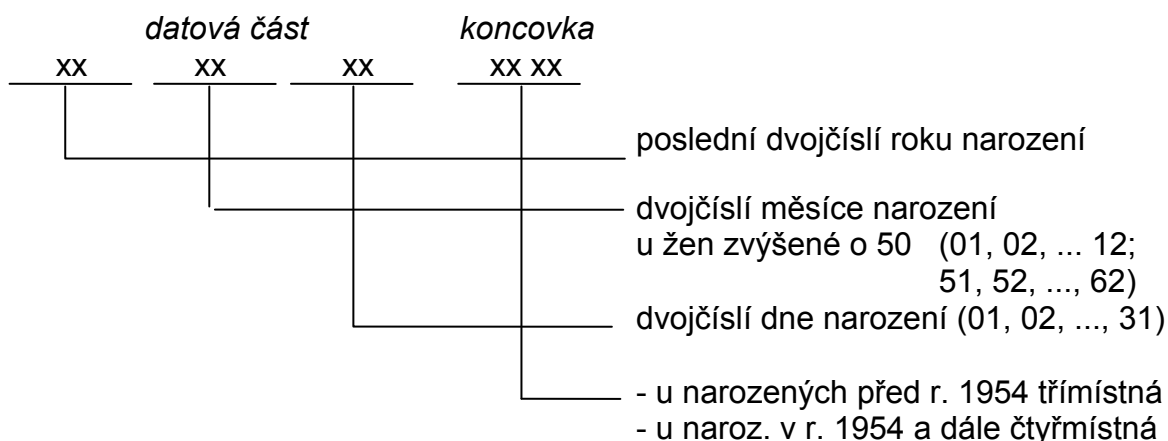 datová část koncovka
xx xx xx xx xx
poslední dvojčíslí roku narození
dvojčíslí měsíce narození
u žen zvýšené o 50 (01, 02, ... 12;
51, 52, ..., 62)
dvojčíslí dne narození (01, 02, ..., 31)
- u narozených před r. 1954 třímístná
- u naroz. v r. 1954 a dále čtyřmístná